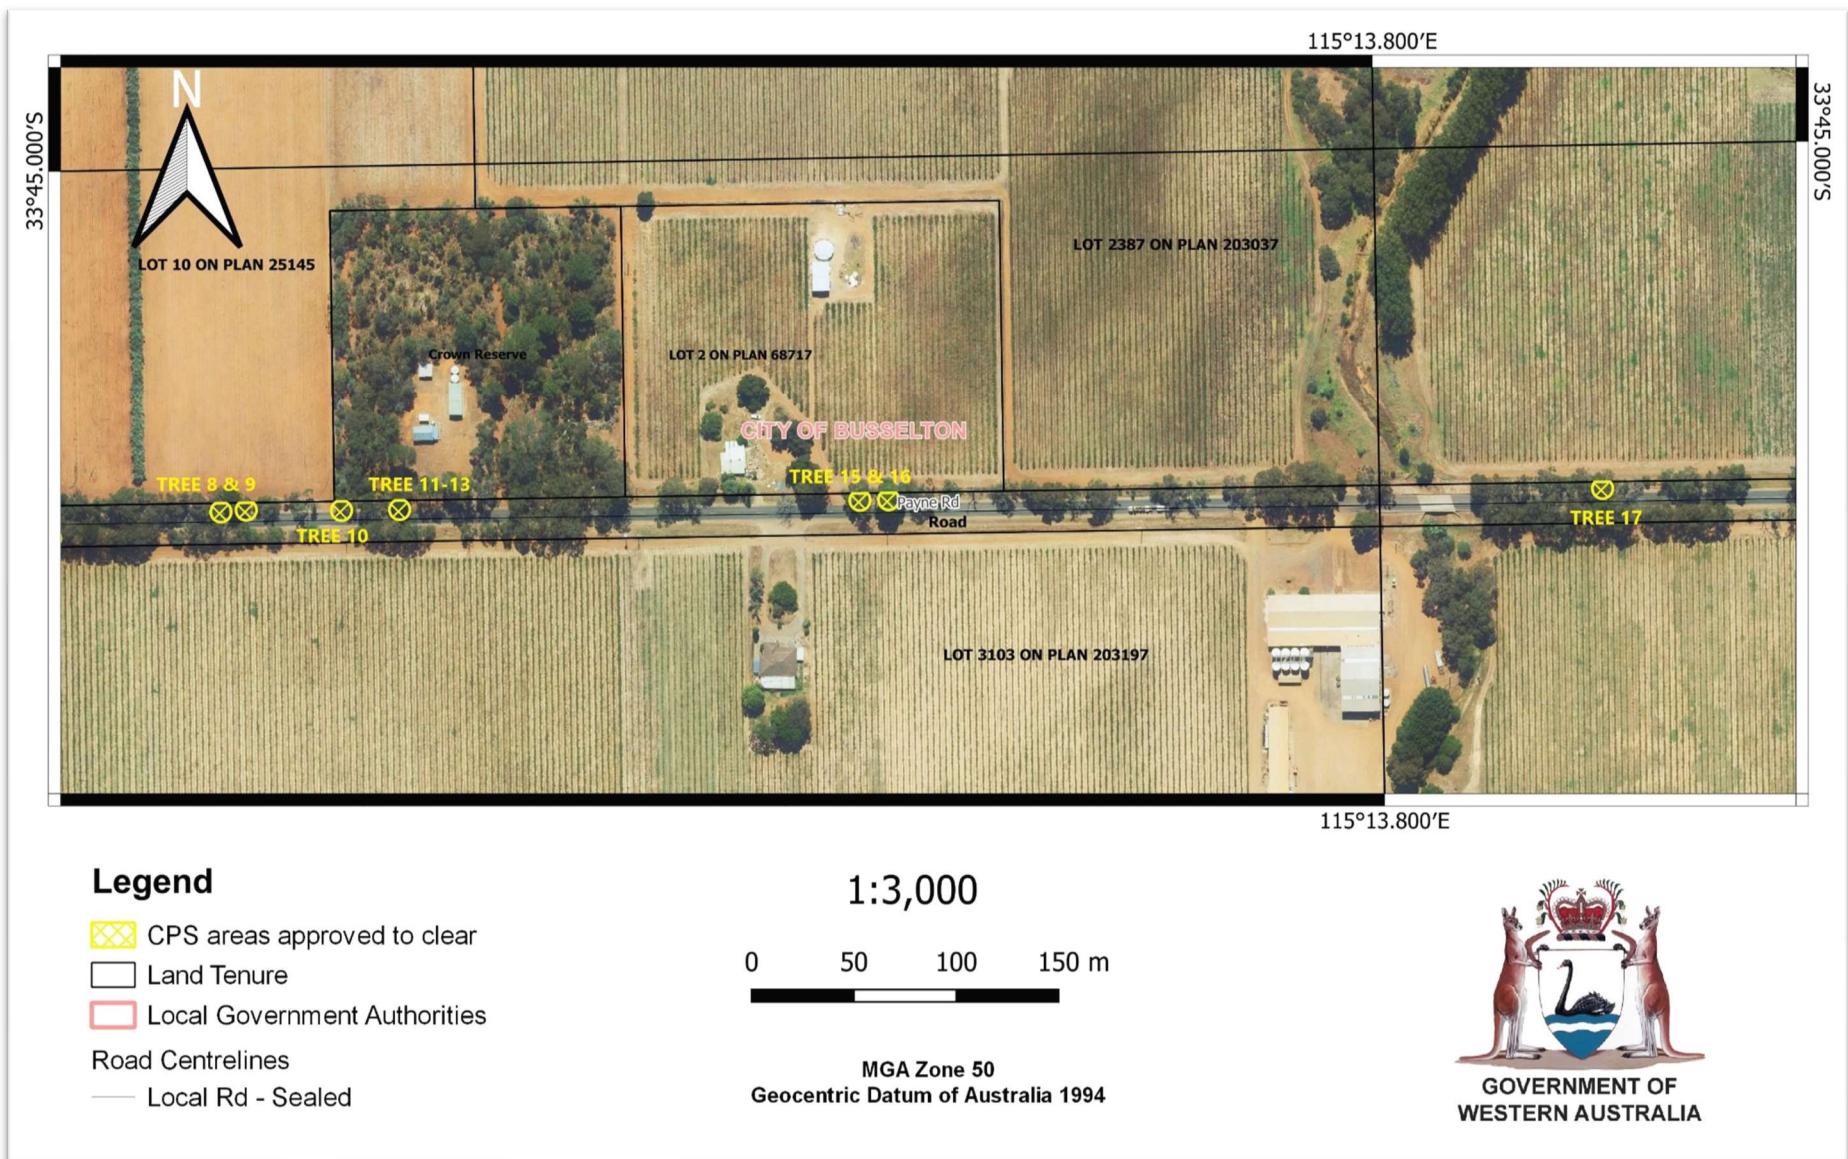 115°13.800'E
N
33°45.000'S
33°45.000'S
LOT 10 ON PLAN 25145
LOT 2387 ON PLAN 203037
Crown Reserve
LOT 2 ON PLAN 68717
CITY OF BUSSELTON
TREE 8 & 9
TREE 11-13
TREE 15 & 16
TREE 10
Payne Rd
Road
TREE 17
LOT 3103 ON PLAN 203197
115°13.800'E
Legend
CPS areas approved to clear
Land Tenure
Local Government Authorities
Road Centrelines
Local Rd - Sealed
1:3,000
0 50 100 150 m
MGA Zone 50
Geocentric Datum of Australia 1994
GOVERNMENT OF
WESTERN AUSTRALIA